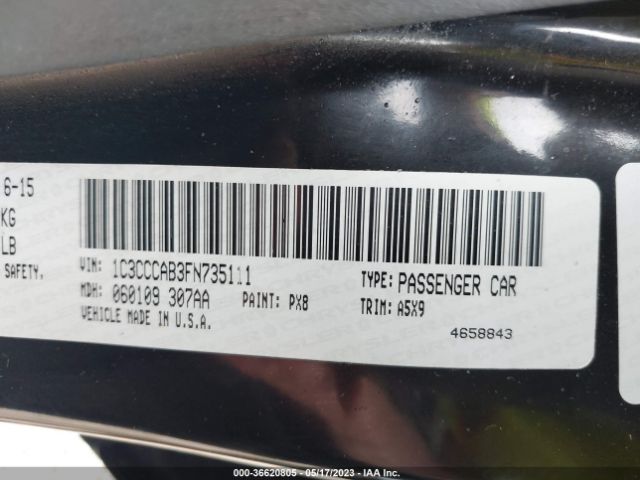 6-15
KG
LB
SAFETY.
VIN: 1C3CCCAB3FN735111
TYPE: PASSENGER CAR
MDH: 060109 307AA
PAINT: PX8
TRIM: A5X9
VEHICLE MADE IN U.S.A.
4658843
000-36620805 - 05/17/2023 - IAA Inc.